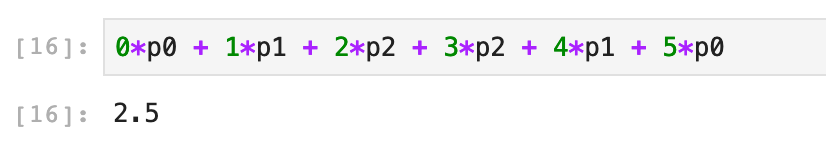 [16]: 0*p0 + 1*p1 + 2*p2 + 3*p2 + 4*p1 + 5*p0
[16]: 2.5